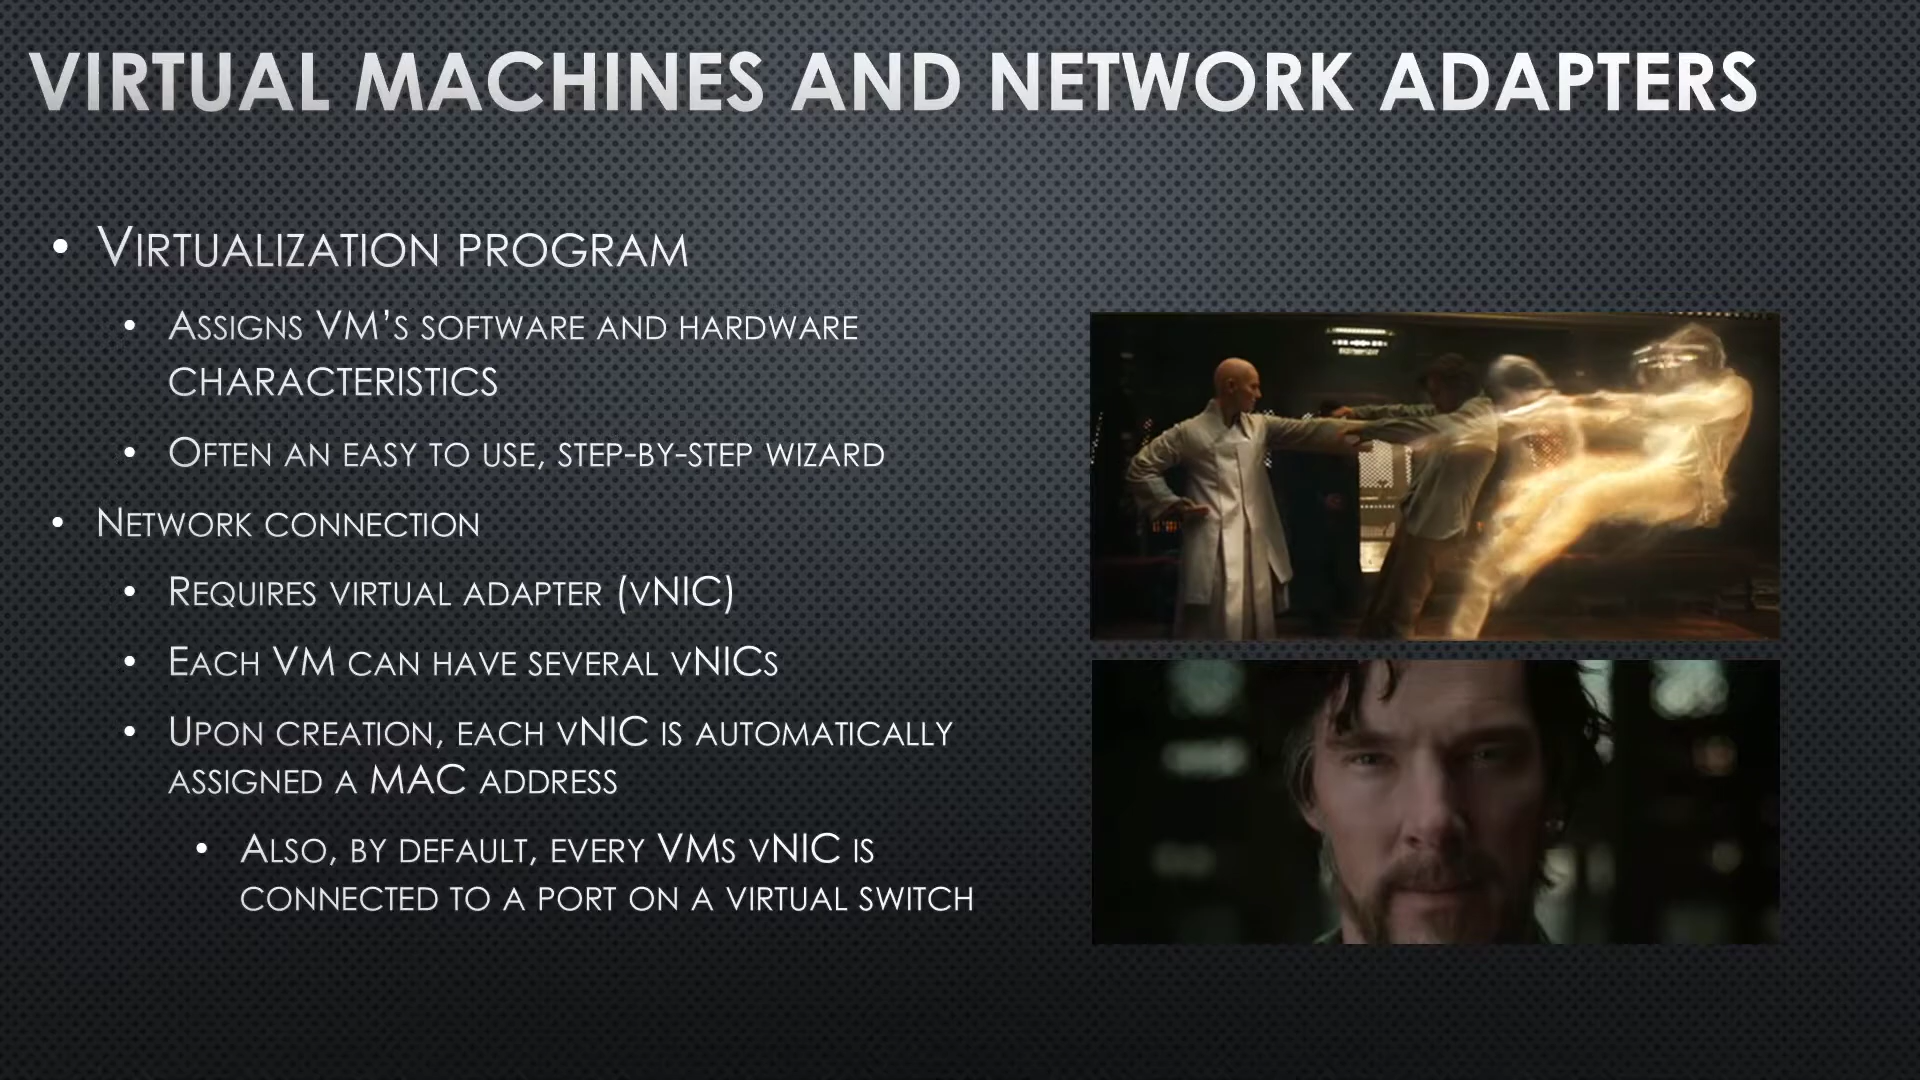 VIRTUAL MACHINES AND NETWORK ADAPTERS
• VIRTUALIZATION PROGRAM
• ASSIGNS VM’S SOFTWARE AND HARDWARE
CHARACTERISTICS
• OFTEN AN EASY TO USE, STEP-BY-STEP WIZARD
• NETWORK CONNECTION
• REQUIRES VIRTUAL ADAPTER (VNIC)
• EACH VM CAN HAVE SEVERAL VNICS
• UPON CREATION, EACH VNIC IS AUTOMATICALLY
ASSIGNED A MAC ADDRESS
• ALSO, BY DEFAULT, EVERY VMS VNIC IS
CONNECTED TO A PORT ON A VIRTUAL SWITCH